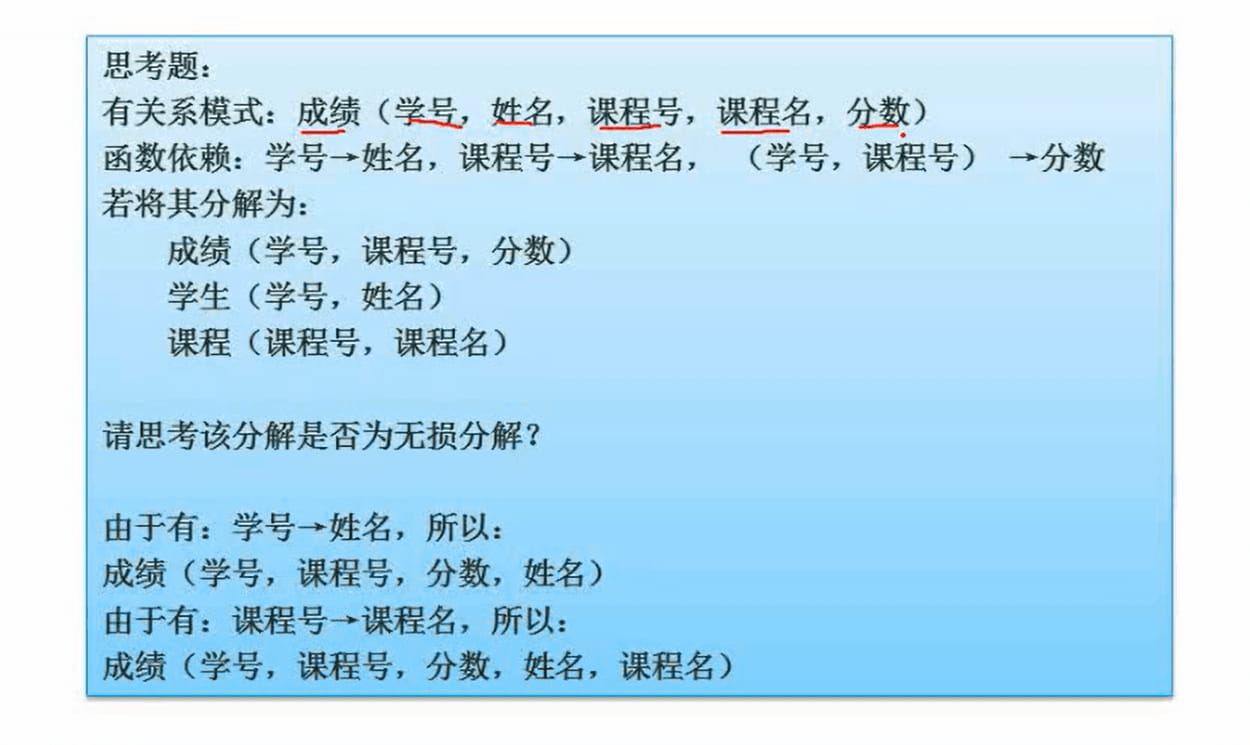 思考题：
有关系模式：成绩（学号，姓名，课程号，课程名，分数）
函数依赖：学号→姓名，课程号→课程名， （学号，课程号） →分数
若将其分解为：
成绩（学号，课程号，分数）
学生（学号，姓名）
课程（课程号，课程名）
请思考该分解是否为无损分解？
由于有：学号→姓名，所以：
成绩（学号，课程号，分数，姓名）
由于有：课程号→课程名，所以：
成绩（学号，课程号，分数，姓名，课程名）